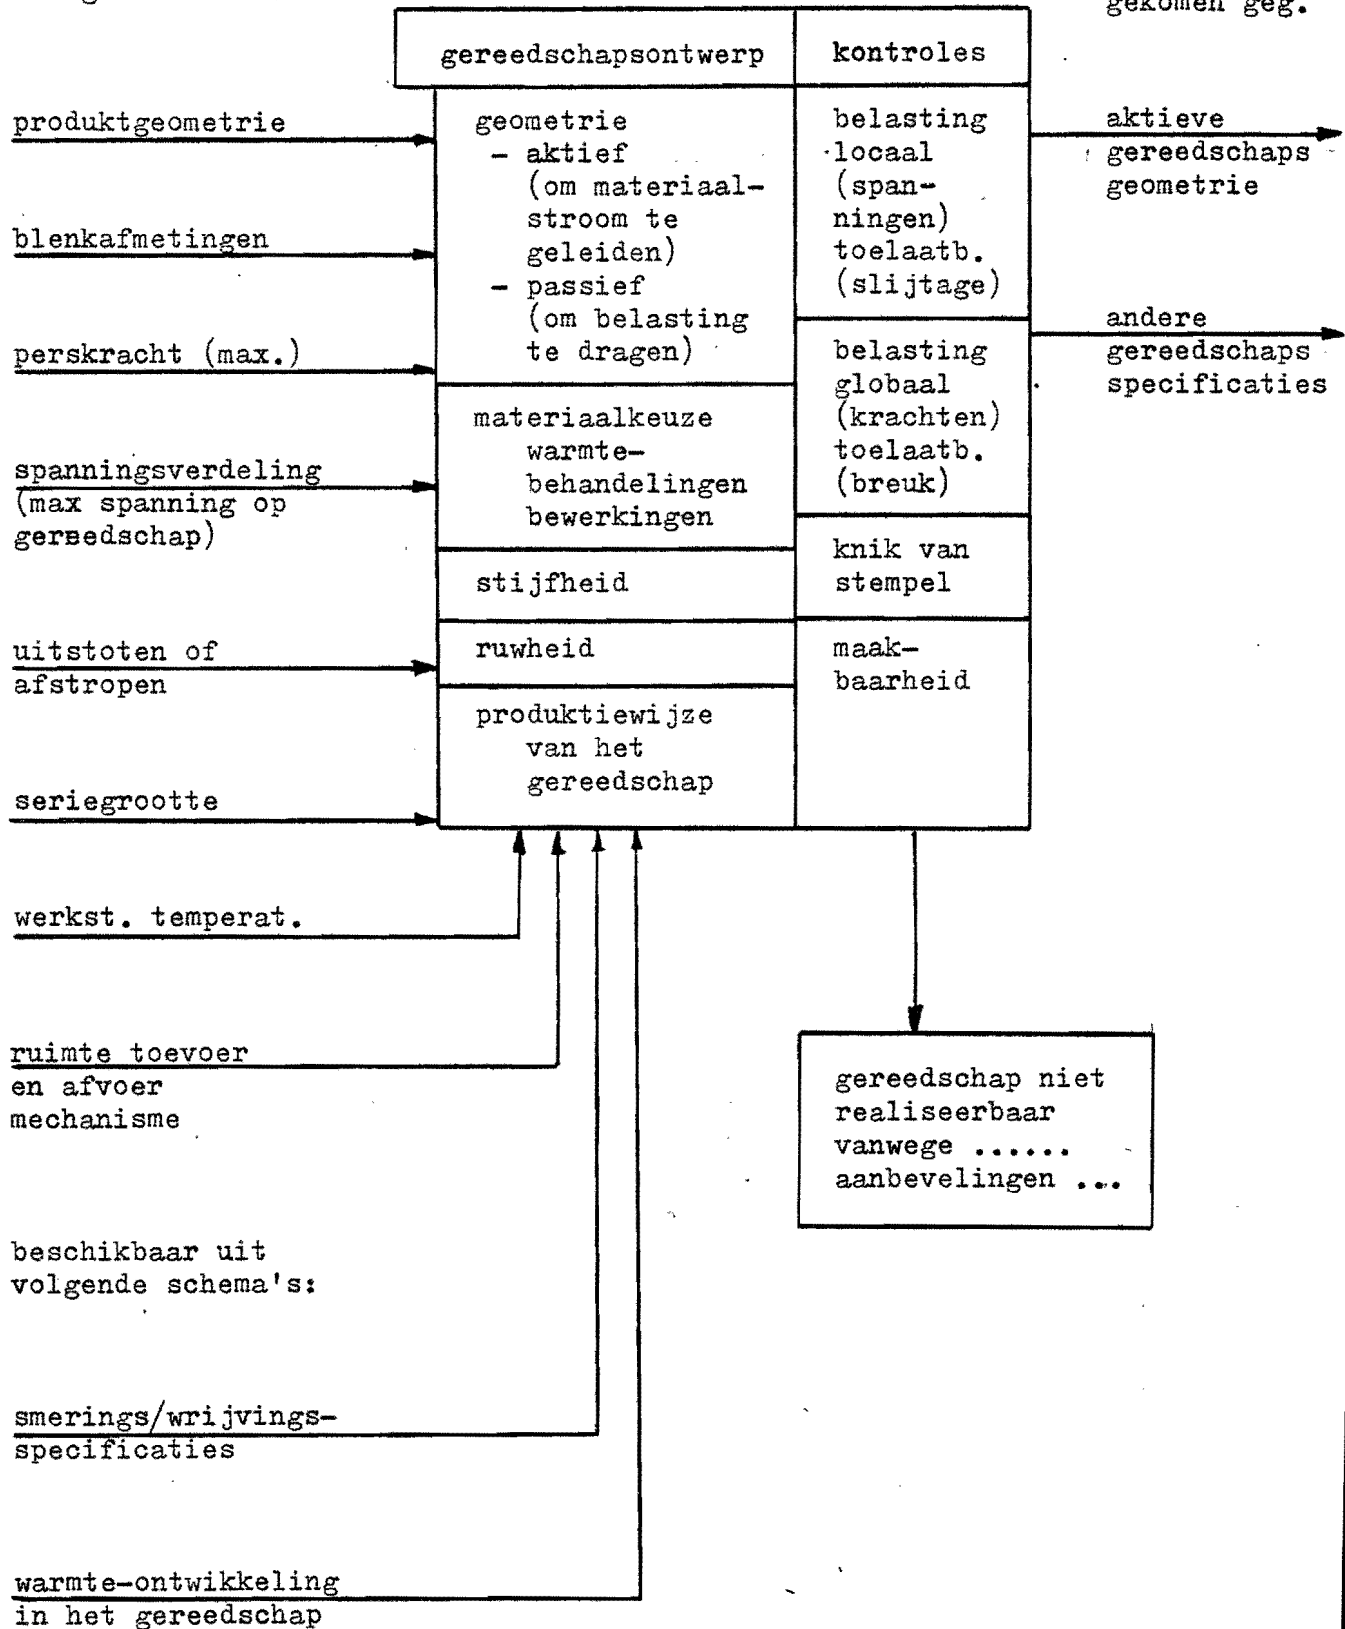 gekomen geg.
gereedschapsontwerp
kontroles
produktgeometrie
blenkafmetingen
perskracht (max.)
spanningsverdeling
(max spanning op
gereedschap)
uitstoten of
afstropen
seriegrootte
werkst. temperat.
ruimte toevoer
en afvoer
mechanisme
beschikbaar uit
volgende schema's:
smerings/wrijvings-
specificaties
warmte-ontwikkeling
in het gereedschap
geometrie
- aktief
(om materiaal-
stroom te
geleiden)
- passief
(om belasting
te dragen)
materiaalkeuze
warmte-
behandelingen
bewerkingen
stijfheid
ruwheid
produktiewijze
van het
gereedschap
belasting
locaal
(span-
ningen)
toelaatb.
(slijtage)
belasting
globaal
(krachten)
toelaatb.
(breuk)
knik van
stempel
maak-
baarheid
aktieve
gereedschaps
geometrie
andere
gereedschaps
specificaties
gereedschap niet
realiseerbaar
vanwege ......
aanbevelingen ...